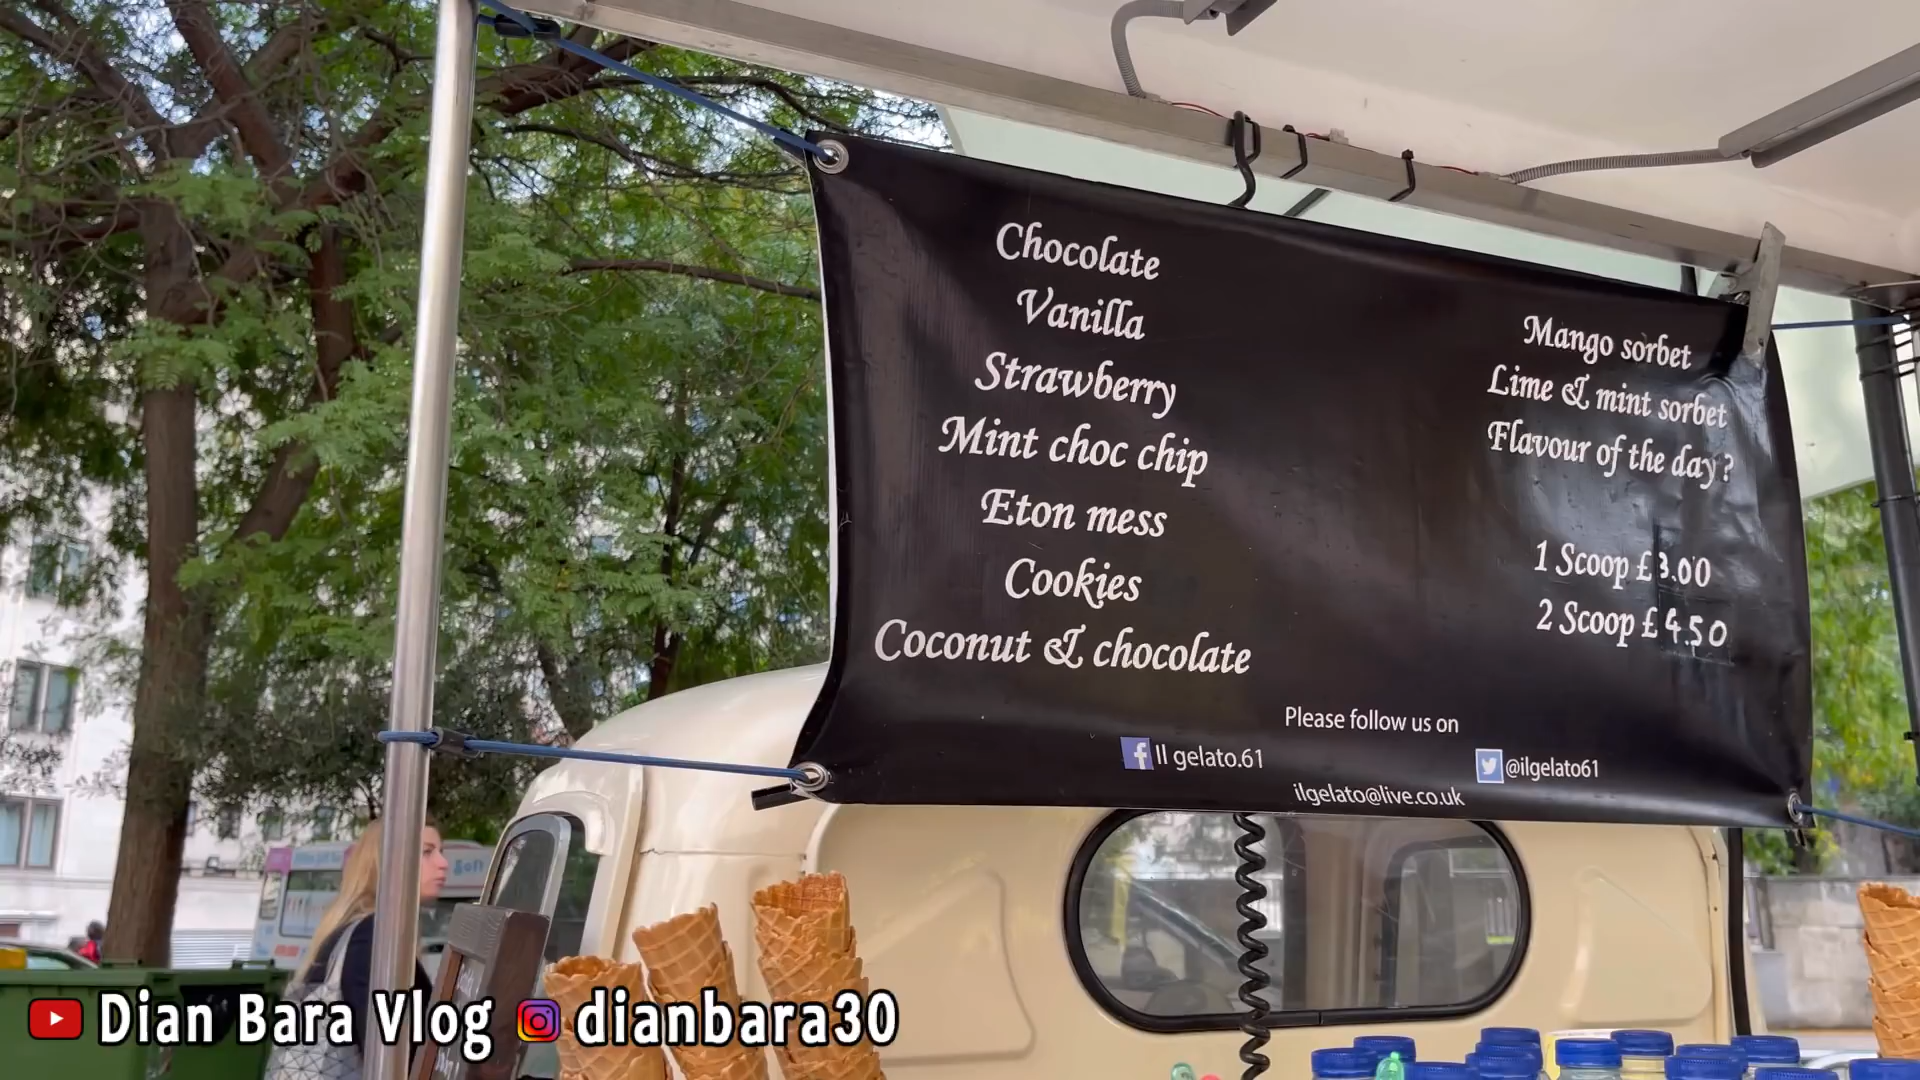 Chocolate
Vanilla
Strawberry
Mint choc chip
Eton mess
Cookies
Coconut & chocolate
Mango sorbet
Lime & mint sorbet
Flavour of the day?
1 Scoop £3.00
2 Scoop £4.50
Please follow us on
Il gelato.61
@ilgelato61
ilgelato@live.co.uk
Soft
Dian Bara Vlog dianbara30